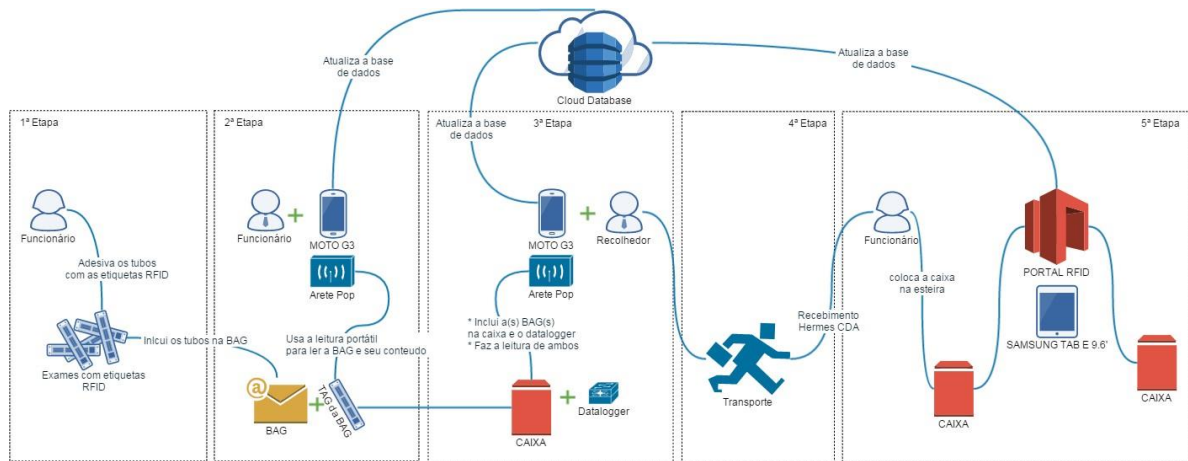 Atualiza a base
de dados
Cloud Database
Atualiza a base
de dados
1ª Etapa
Funcionário
Adesiva os tubos
com as etiquetas RFID
Exames com etiquetas
RFID
Inlcui os tubos na BAG
2ª Etapa
Funcionário
MOTO G3
Arete Pop
Usa a leitura portátil
para ler a BAG e seu conteudo
@
BAG
TAG da BAG
3ª Etapa
Atualiza a base
de dados
MOTO G3
Recolhedor
Arete Pop
* Inclui a(s) BAG(s)
na caixa e o datalogger
* Faz a leitura de ambos
CAIXA
Datalogger
4ª Etapa
Transporte
Recebimento
Hermes CDA
5ª Etapa
Funcionário
coloca a caixa
na esteira
CAIXA
PORTAL RFID
SAMSUNG TAB E 9.6'
CAIXA